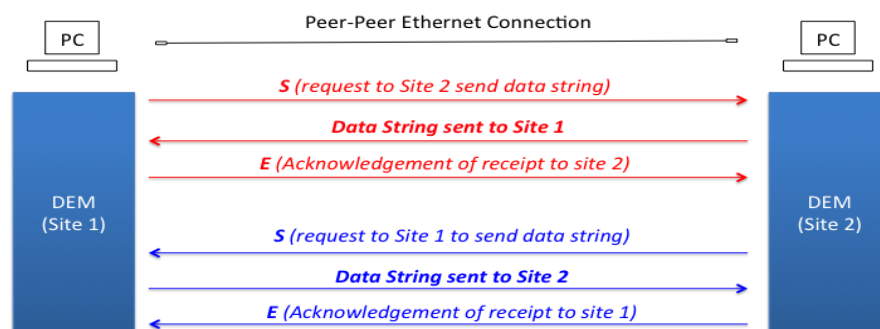 Peer-Peer Ethernet Connection
PC
PC
S (request to Site 2 send data string)
Data String sent to Site 1
E (Acknowledgement of receipt to site 2)
DEM
(Site 1)
DEM
(Site 2)
S (request to Site 1 to send data string)
Data String sent to Site 2
E (Acknowledgement of receipt to site 1)